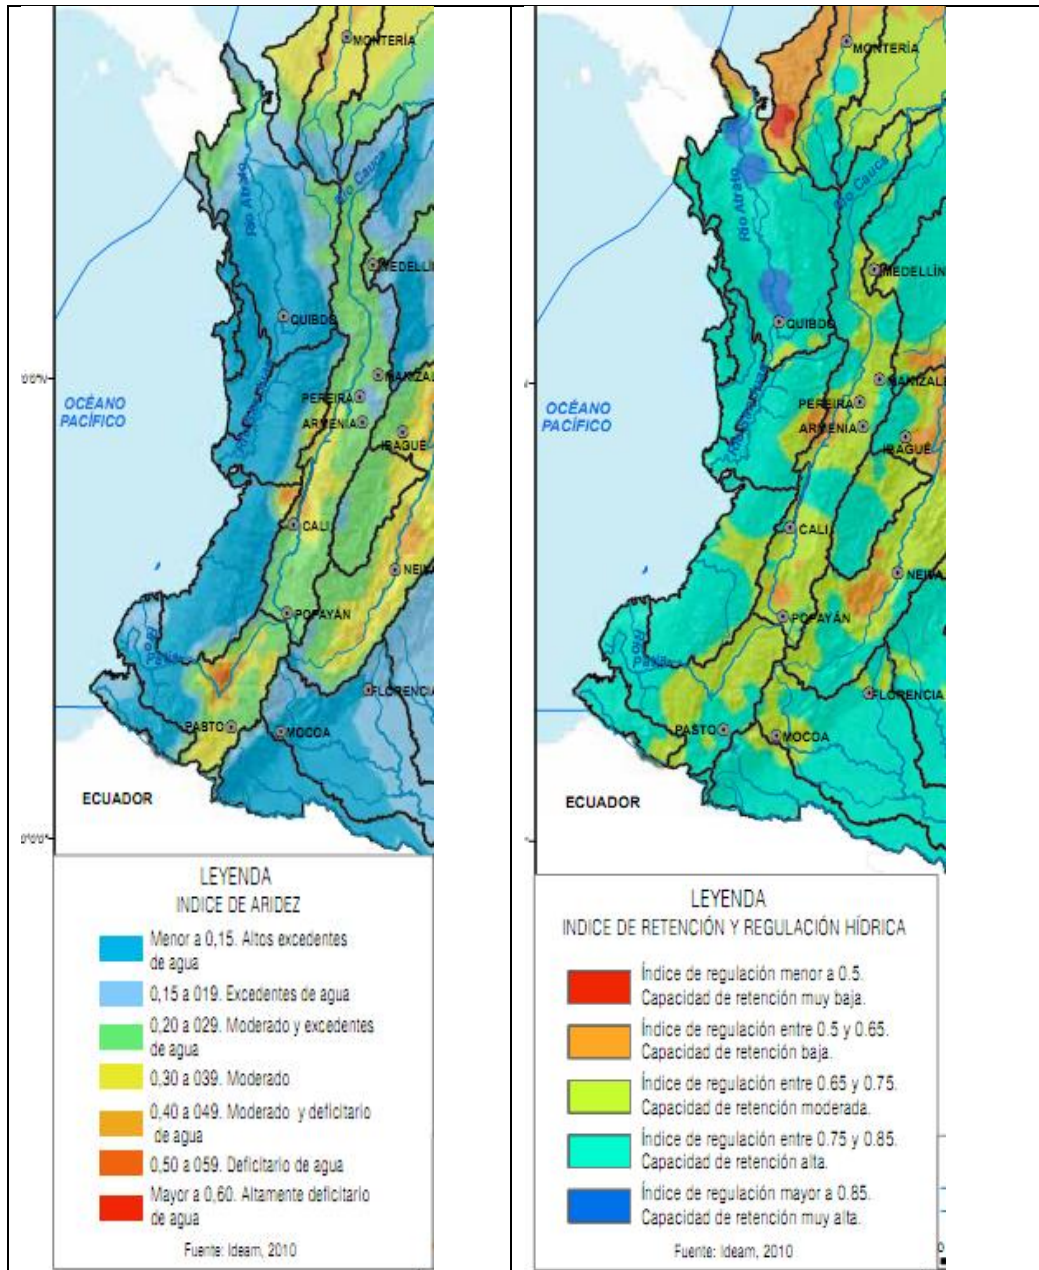 MONTERÍA
Río Atrato
Río Cauca
QUIBDO
PEREIRA
ARMENIA
IBAGUÉ
OCÉANO
PACÍFICO
CALI
POPAYÁN
FLORENCIA
PASTO
MOCOA
ECUADOR
LEYENDA
INDICE DE ARIDEZ
Menor a 0,15. Altos excedentes
de agua
0,15 a 019. Excedentes de agua
0,20 a 029. Moderado y excedentes
de agua
0,30 a 039. Moderado
0,40 a 049. Moderado y deficitario
de agua
0,50 a 059. Deficitario de agua
Mayor a 0,60. Altamente deficitario
de agua
Fuente: Ideam, 2010
MONTERÍA
Río Atrato
Río Cauca
MEDELLÍN
QUIBDO
PEREIRA
ARMENIA
IBAGUÉ
OCÉANO
PACÍFICO
CALI
POPAYÁN
FLORENCIA
PASTO
MOCOA
ECUADOR
LEYENDA
INDICE DE RETENCIÓN Y REGULACIÓN HÍDRICA
Índice de regulación menor a 0.5.
Capacidad de retención muy baja.
Índice de regulación entre 0.5 y 0.65.
Capacidad de retención baja.
Índice de regulación entre 0.65 y 0.75.
Capacidad de retención moderada.
Índice de regulación entre 0.75 y 0.85.
Capacidad de retención alta.
Índice de regulación mayor a 0.85.
Capacidad de retención muy alta.
Fuente: Ideam, 2010